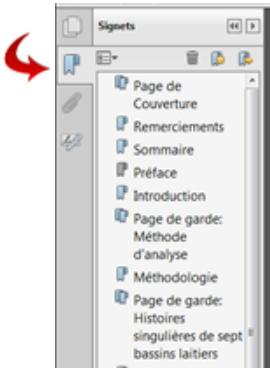 Signets
Page de
Couverture
Remerciements
Sommaire
Préface
Introduction
Page de garde:
Méthode
d'analyse
Méthodologie
Page de garde:
Histoires
singulières de sept
bassins laitiers